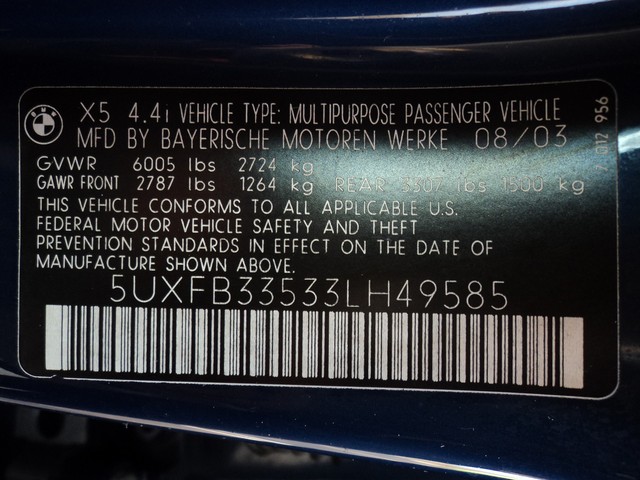 BMW
X5 4.4i VEHICLE TYPE: MULTIPURPOSE PASSENGER VEHICLE
MFD BY BAYERISCHE MOTOREN WERKE 08/03
GVWR 6005 lbs 2724 kg
GAWR FRONT 2787 lbs 1264 kg REAR 3307 lbs 1500 kg
THIS VEHICLE CONFORMS TO ALL APPLICABLE U.S.
FEDERAL MOTOR VEHICLE SAFETY AND THEFT
PREVENTION STANDARDS IN EFFECT ON THE DATE OF
MANUFACTURE SHOWN ABOVE.
5UXFB33533LH49585
956